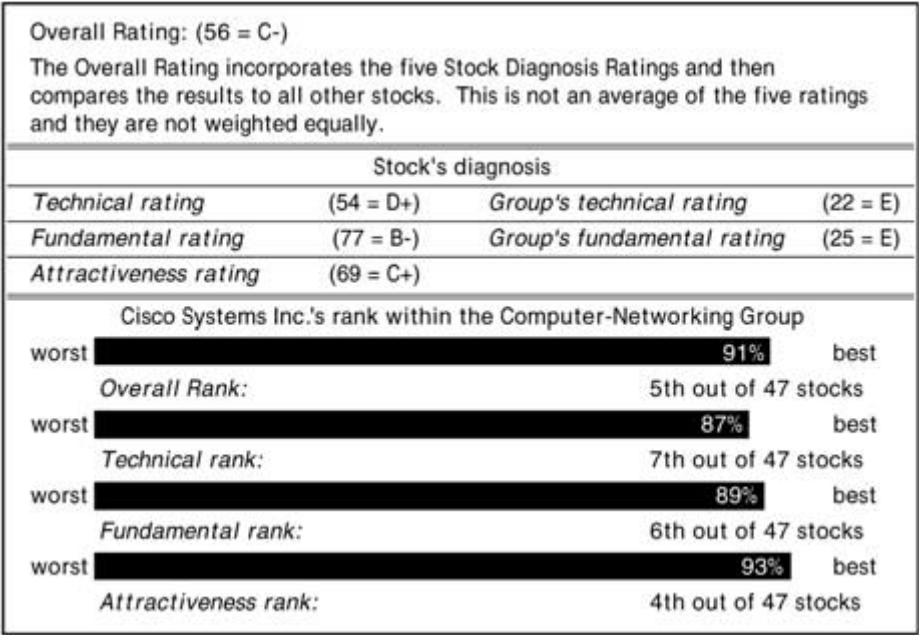 Overall Rating: (56 = C-)
The Overall Rating incorporates the five Stock Diagnosis Ratings and then
compares the results to all other stocks. This is not an average of the five ratings
and they are not weighted equally.
Stock's diagnosis
Technical rating (54 = D+) Group's technical rating (22 = E)
Fundamental rating (77 = B-) Group's fundamental rating (25 = E)
Attractiveness rating (69 = C+)
Cisco Systems Inc.'s rank within the Computer-Networking Group
worst 91% best
Overall Rank: 5th out of 47 stocks
worst 87% best
Technical rank: 7th out of 47 stocks
worst 89% best
Fundamental rank: 6th out of 47 stocks
worst 93% best
Attractiveness rank: 4th out of 47 stocks